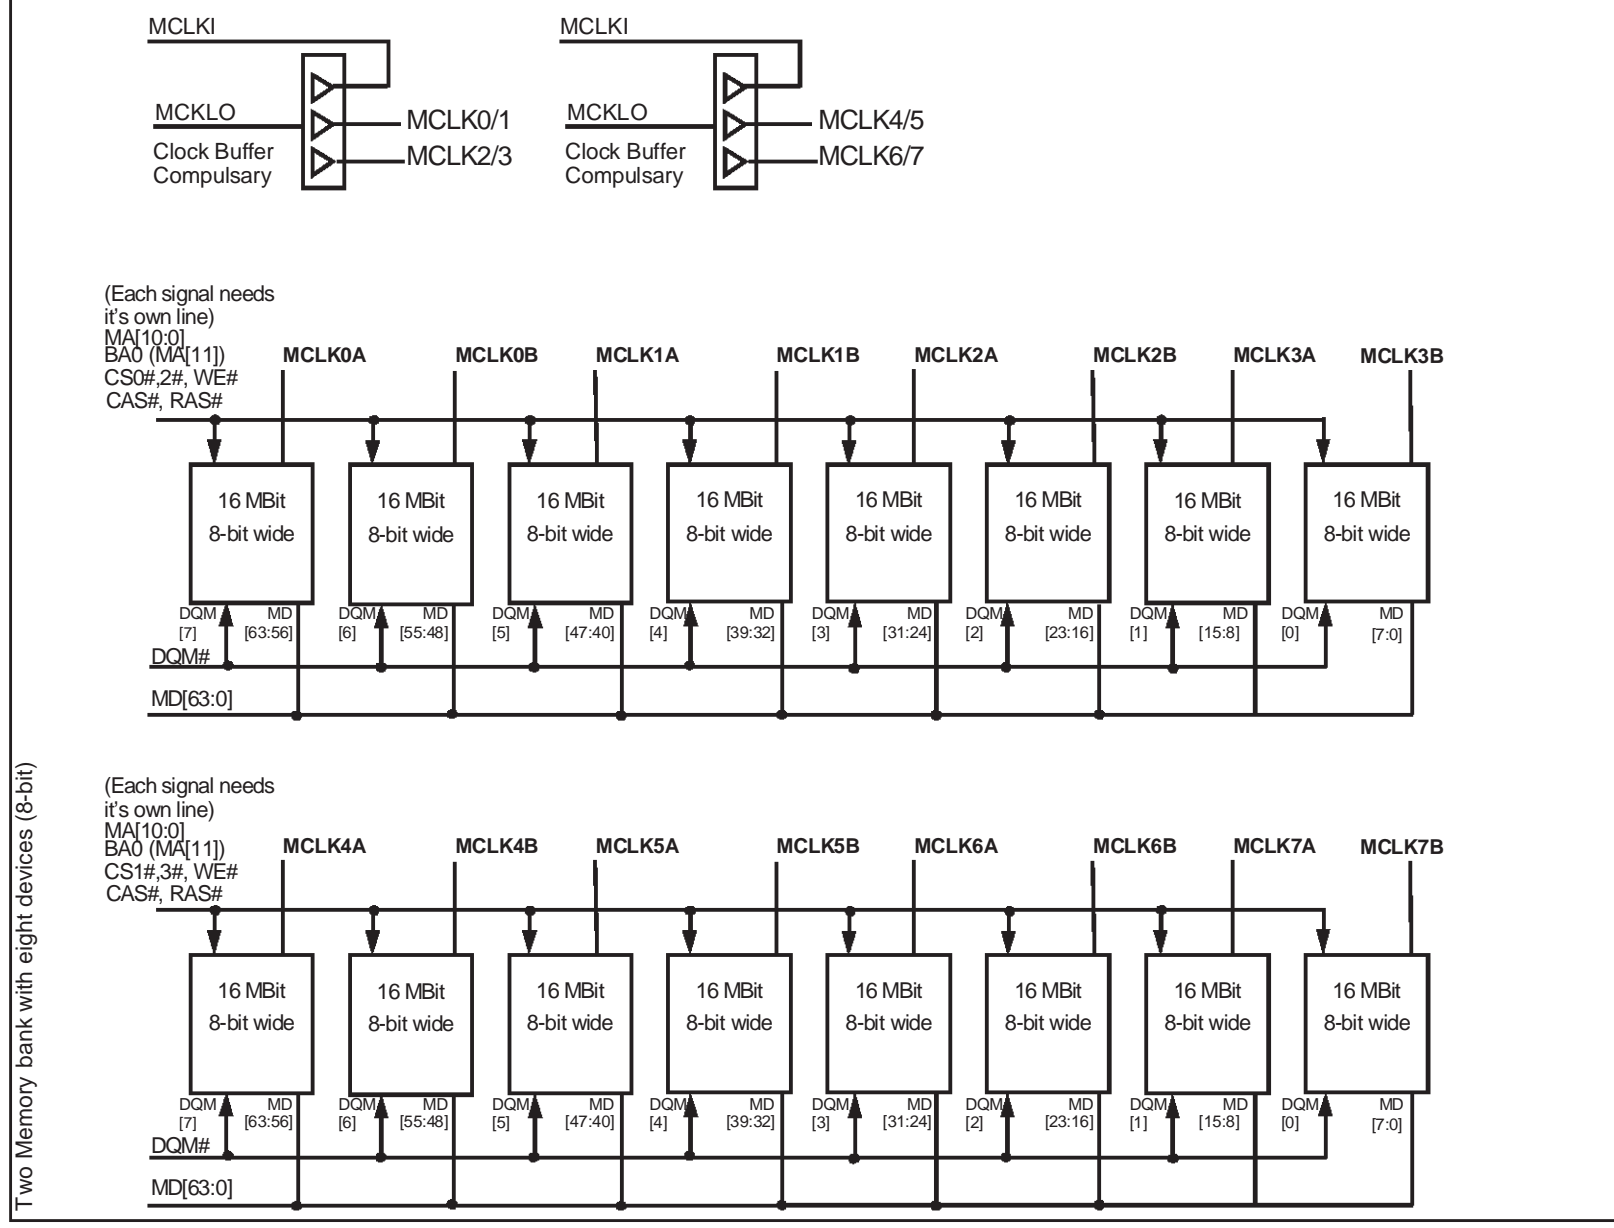 MCLKI
MCKLO
Clock Buffer
Compulsary
MCLK0/1
MCLK2/3
MCLKI
MCKLO
Clock Buffer
Compulsary
MCLK4/5
MCLK6/7
(Each signal needs
it's own line)
MA[10:0]
BA0 (MA[11])
CS0#,2#, WE#
CAS#, RAS#
MCLK0A MCLK0B MCLK1A MCLK1B MCLK2A MCLK2B MCLK3A MCLK3B
16 MBit 16 MBit 16 MBit 16 MBit 16 MBit 16 MBit 16 MBit 16 MBit
8-bit wide 8-bit wide 8-bit wide 8-bit wide 8-bit wide 8-bit wide 8-bit wide 8-bit wide
DQM MD DQM MD DQM MD DQM MD DQM MD DQM MD DQM MD DQM MD
[7] [63:56] [6] [55:48] [5] [47:40] [4] [39:32] [3] [31:24] [2] [23:16] [1] [15:8] [0] [7:0]
DQM#
MD[63:0]
(Each signal needs
it's own line)
MA[10:0]
BA0 (MA[11])
CS1#,3#, WE#
CAS#, RAS#
MCLK4A MCLK4B MCLK5A MCLK5B MCLK6A MCLK6B MCLK7A MCLK7B
16 MBit 16 MBit 16 MBit 16 MBit 16 MBit 16 MBit 16 MBit 16 MBit
8-bit wide 8-bit wide 8-bit wide 8-bit wide 8-bit wide 8-bit wide 8-bit wide 8-bit wide
DQM MD DQM MD DQM MD DQM MD DQM MD DQM MD DQM MD DQM MD
[7] [63:56] [6] [55:48] [5] [47:40] [4] [39:32] [3] [31:24] [2] [23:16] [1] [15:8] [0] [7:0]
DQM#
MD[63:0]
Two Memory bank with eight devices (8-bit)